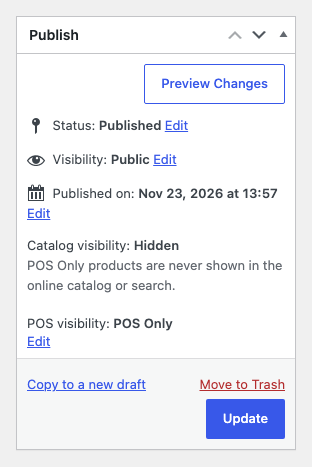 Publish
Preview Changes
Status: Published Edit
Visibility: Public Edit
Published on: Nov 23, 2026 at 13:57
Edit
Catalog visibility: Hidden
POS Only products are never shown in the
online catalog or search.
POS visibility: POS Only
Edit
Copy to a new draft
Move to Trash
Update